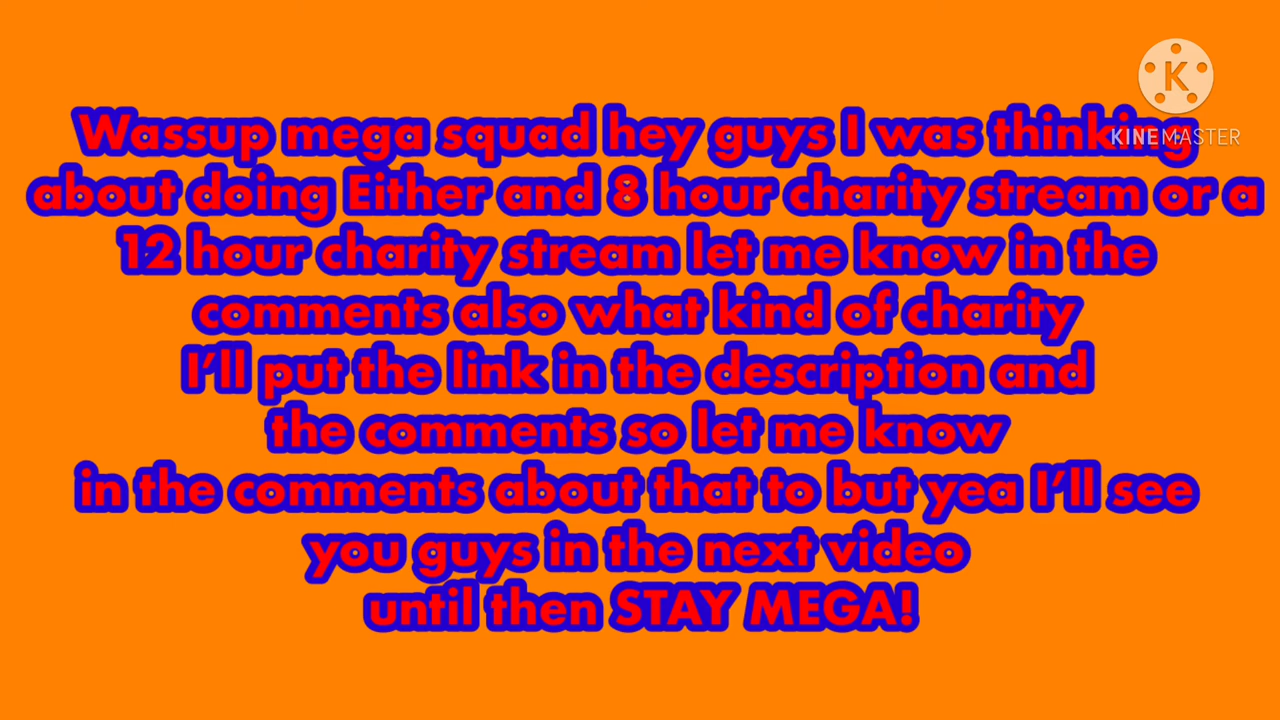 K
KINEMASTER
Wassup mega squad hey guys I was thinking
about doing Either and 8 hour charity stream or a
12 hour charity stream let me know in the
comments also what kind of charity
I’ll put the link in the description and
the comments so let me know
in the comments about that to but yea I’ll see
you guys in the next video
until then STAY MEGA!